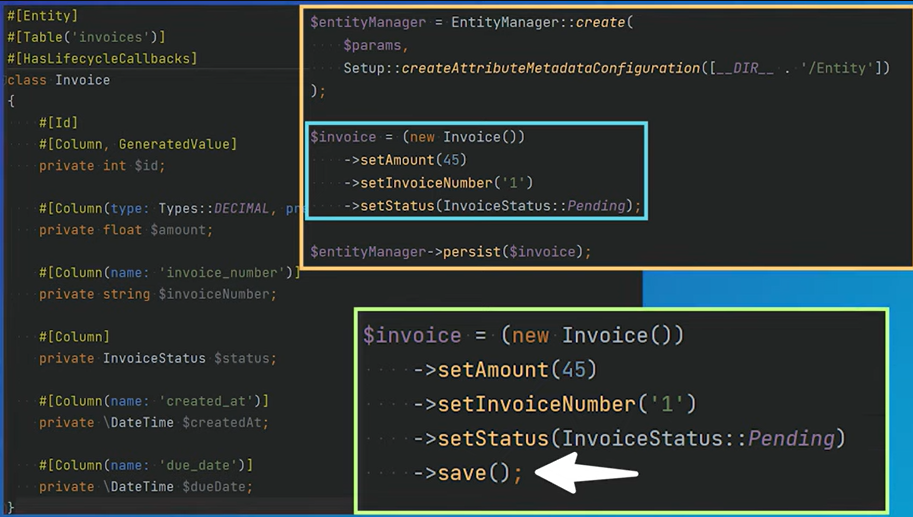 #[Entity]
#[Table('invoices')]
#[HasLifecycleCallbacks]
class Invoice
{
#[Id]
#[Column, GeneratedValue]
private int $id;
#[Column(type: Types::DECIMAL,
private float $amount;
#[Column(name: 'invoice_number')]
private string $invoiceNumber;
#[Column]
private InvoiceStatus $status;
#[Column(name: 'created_at')]
private \DateTime $createdAt;
#[Column(name: 'due_date')]
private \DateTime $dueDate;
}
$entityManager = EntityManager::create(
$params,
Setup::createAttributeMetadataConfiguration([__DIR__ . '/Entity'])
);
$invoice = (new Invoice())
->setAmount(45)
->setInvoiceNumber('1')
->setStatus(InvoiceStatus::Pending);
$entityManager->persist($invoice);
$invoice = (new Invoice())
->setAmount(45)
->setInvoiceNumber('1')
->setStatus(InvoiceStatus::Pending)
->save();